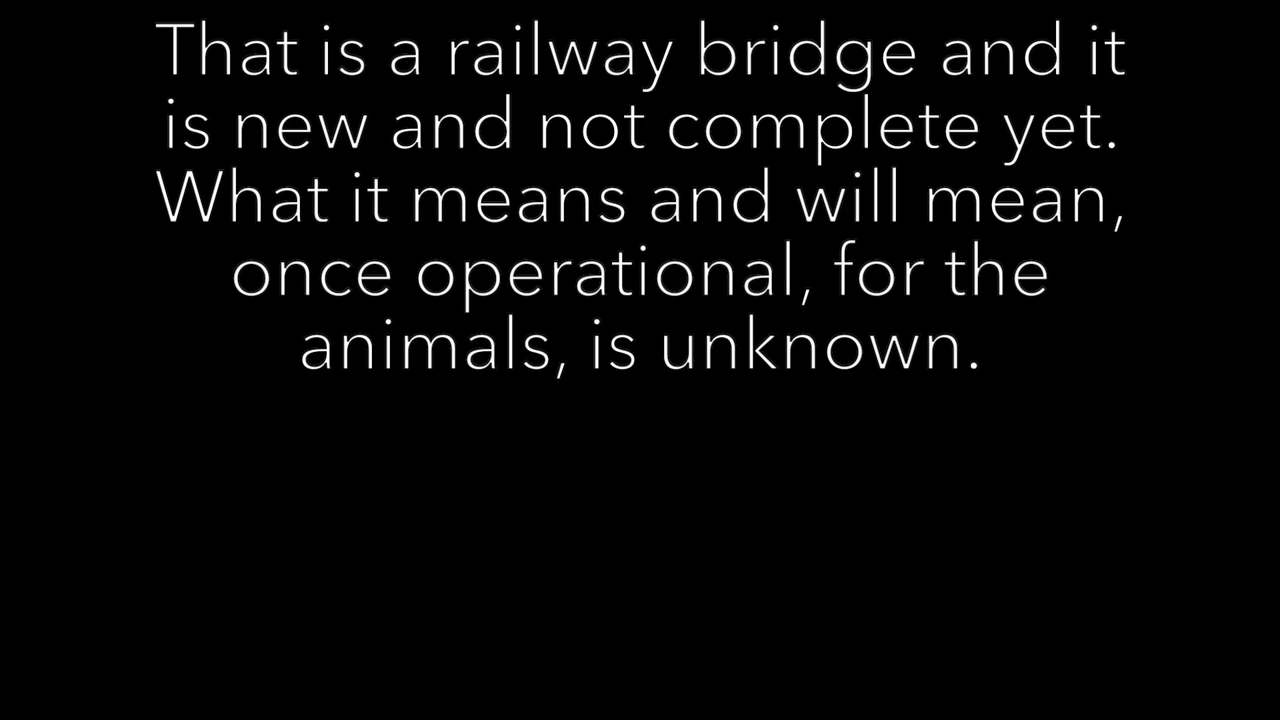 That is a railway bridge and it
is new and not complete yet.
What it means and will mean,
once operational, for the
animals, is unknown.